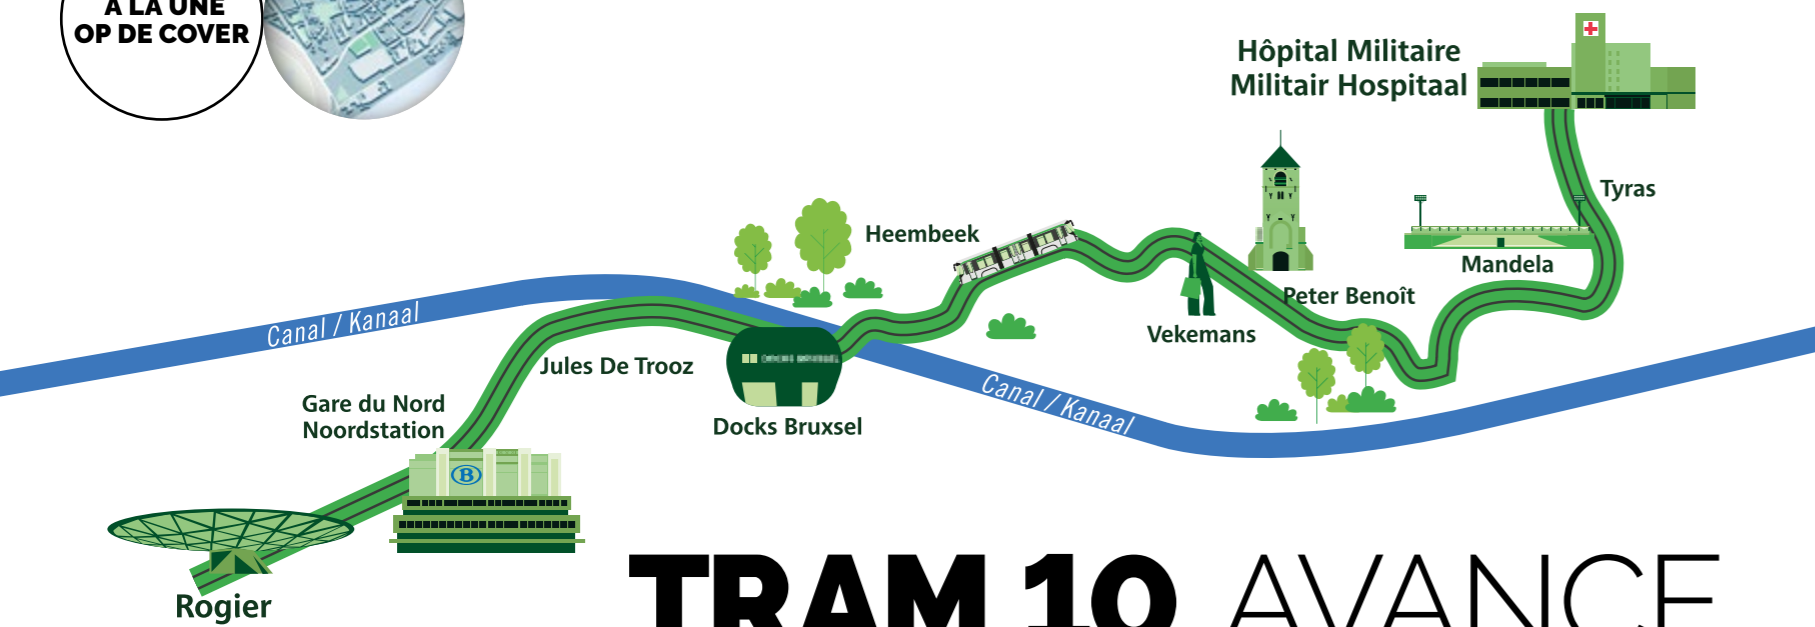 À LA UNE
OP DE COVER
Hôpital Militaire
Militair Hospitaal
Tyras
Heembeek
Mandela
Peter Benoît
Canal / Kanaal
Vekemans
Jules De Trooz
Canal / Kanaal
Gare du Nord
Noordstation
Docks Bruxsel
B
Rogier
TRAM 10 AVANCE